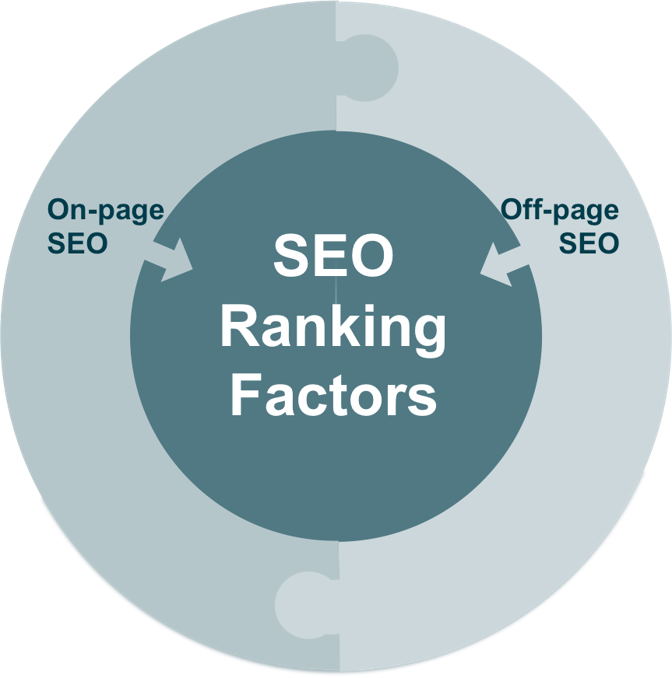 On-page
SEO
Off-page
SEO
SEO
Ranking
Factors